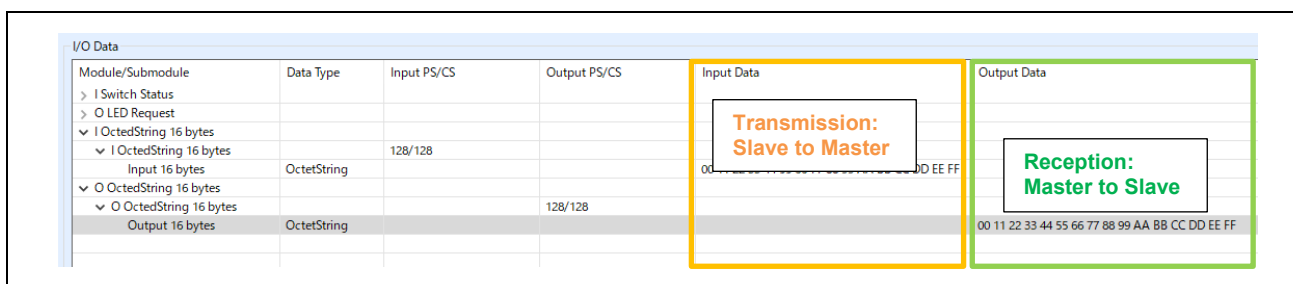 I/O Data
Module/Submodule Data Type Input PS/CS Output PS/CS Input Data Output Data
> I Switch Status
> O LED Request
I OctedString 16 bytes
I OctedString 16 bytes 128/128
Input 16 bytes OctetString 00 DD EE FF
O OctedString 16 bytes
O OctedString 16 bytes 128/128
Output 16 bytes OctetString 00 11 22 33 44 55 66 77 88 99 AA BB CC DD EE FF
Transmission:
Slave to Master
Reception:
Master to Slave